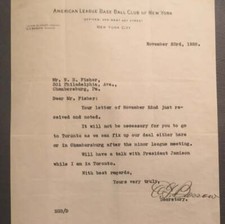 AMERICAN LEAGUE BASE BALL CLUB OF NEW YORK
NEW YORK CITY
November 23rd, 1920.
Mr. W. D. Fisher,
Philadelphia, Ave.,
Chambersburg, Pa.
Dear Mr. Fisher:
Your letter of November 22nd just re-
ceived and noted.
It will not be necessary for you to go
to Toronto as we can fix up our deal either here
or in Chambersburg after the minor league meeting.
Will have a talk with President Jamison
while I am in Toronto.
With best regards,
Yours very truly,
Secretary.